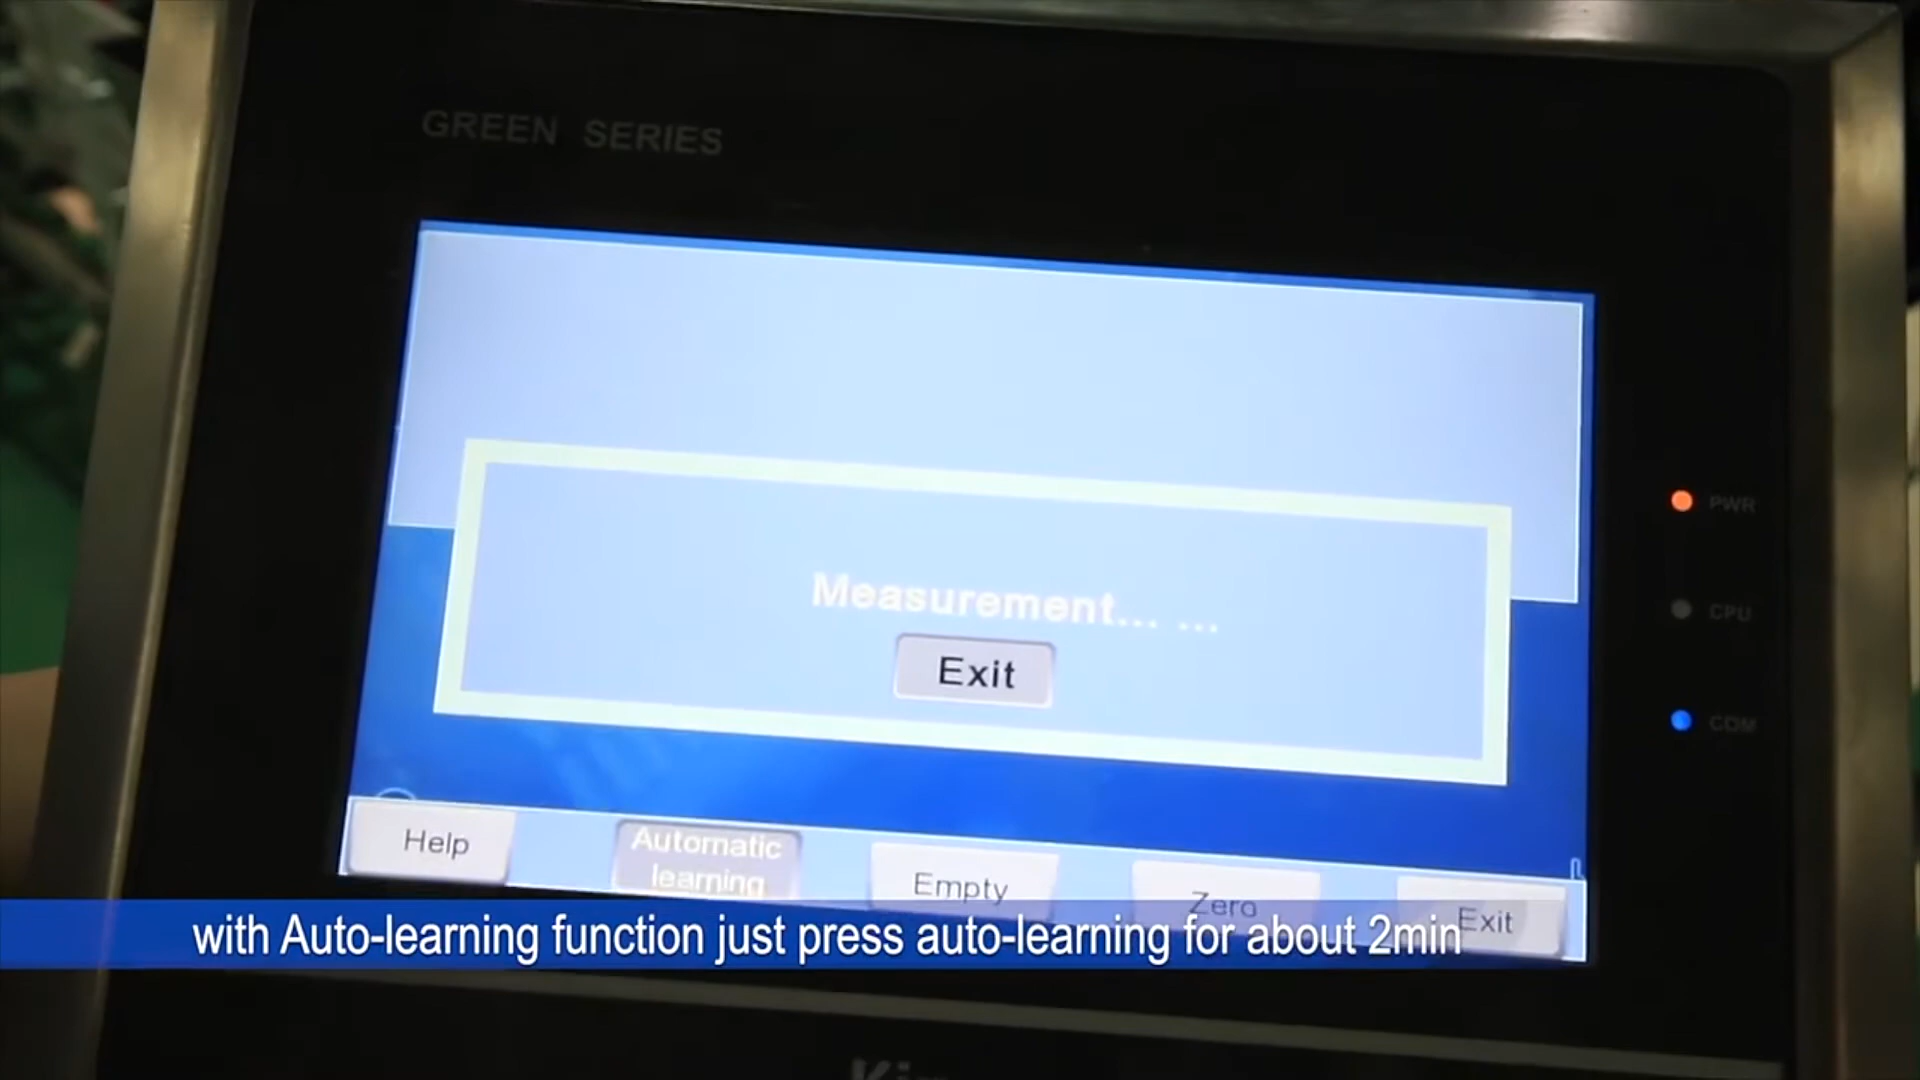 GREEN SERIES
PWR
CPU
COM
Measurement... ...
Exit
Help
Automatic
learning
Empty
Zero
Exit
with Auto-learning function just press auto-learning for about 2min